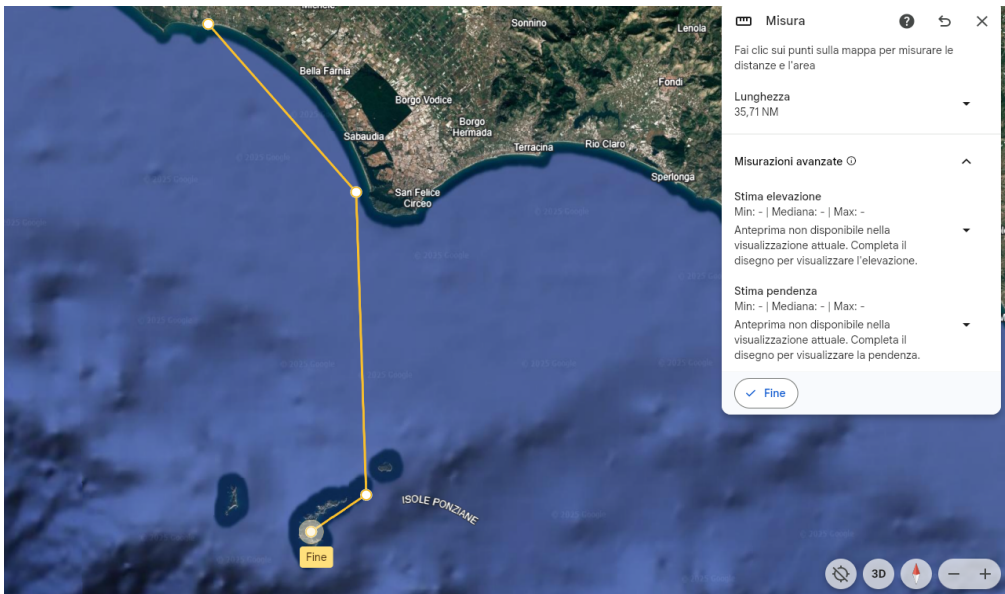 Sonnino
Lenola
Bella Farnia
Fondi
Borgo Vodice
Borgo
Hermada
Sabaudia
Terracina
Rio Claro
Sperlonga
San Felice
Circeo
© 2025 Google
ISOLE PONZIANE
Fine
3D
Misura
Fai clic sui punti sulla mappa per misurare le
distanze e l'area
Lunghezza
35,71 NM
Misurazioni avanzate
Stima elevazione
Min: - | Mediana: - | Max: -
Anteprima non disponibile nella
visualizzazione attuale. Completa il
disegno per visualizzare l'elevazione.
Stima pendenza
Min: - | Mediana: - | Max: -
Anteprima non disponibile nella
visualizzazione attuale. Completa il
disegno per visualizzare la pendenza.
Fine